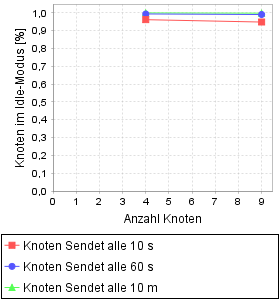 Knoten im Idle-Modus [%]
1,0
0,9
0,8
0,7
0,6
0,5
0,4
0,3
0,2
0,1
0,0
0 1 2 3 4 5 6 7 8 9
Anzahl Knoten
Knoten Sendet alle 10 s
Knoten Sendet alle 60 s
Knoten Sendet alle 10 m